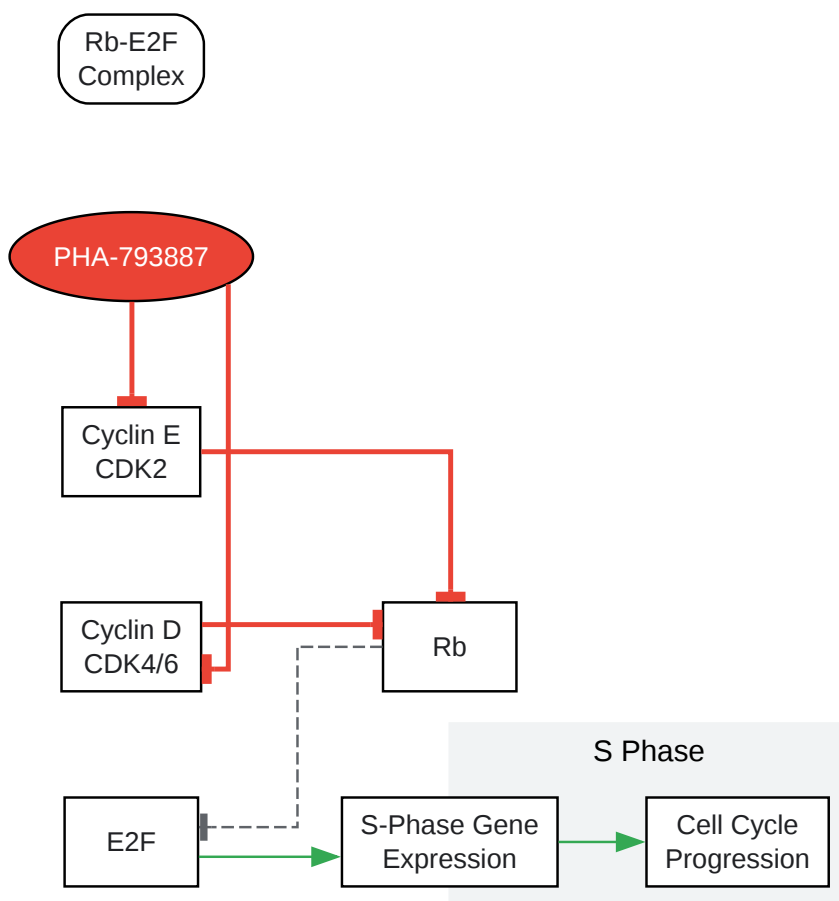 Rb-E2F
Complex
PHA-793887
Cyclin E
CDK2
Cyclin D
CDK4/6
Rb
S Phase
E2F
S-Phase Gene
Expression
Cell Cycle
Progression